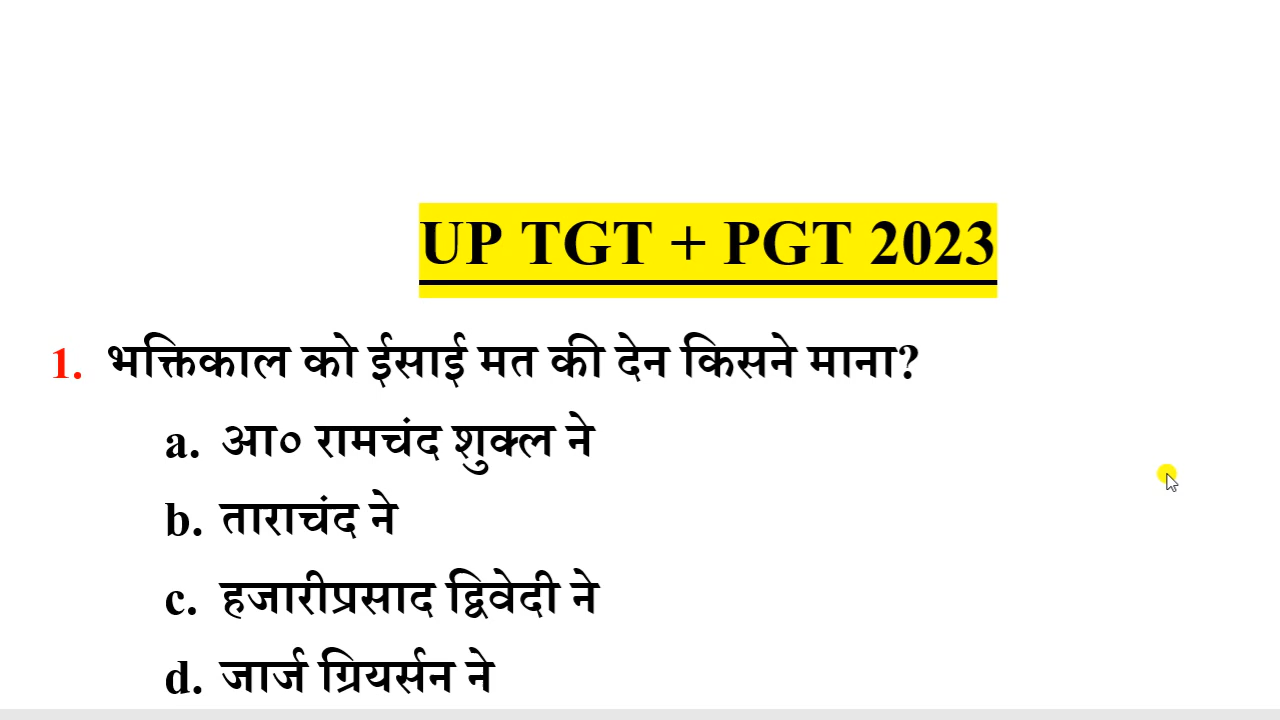 UP TGT + PGT 2023
1. भक्तिकाल को ईसाई मत की देन किसने माना?
a. आ० रामचंद शुक्ल ने
b. ताराचंद ने
c. हजारीप्रसाद द्विवेदी ने
d. जार्ज ग्रियर्सन ने